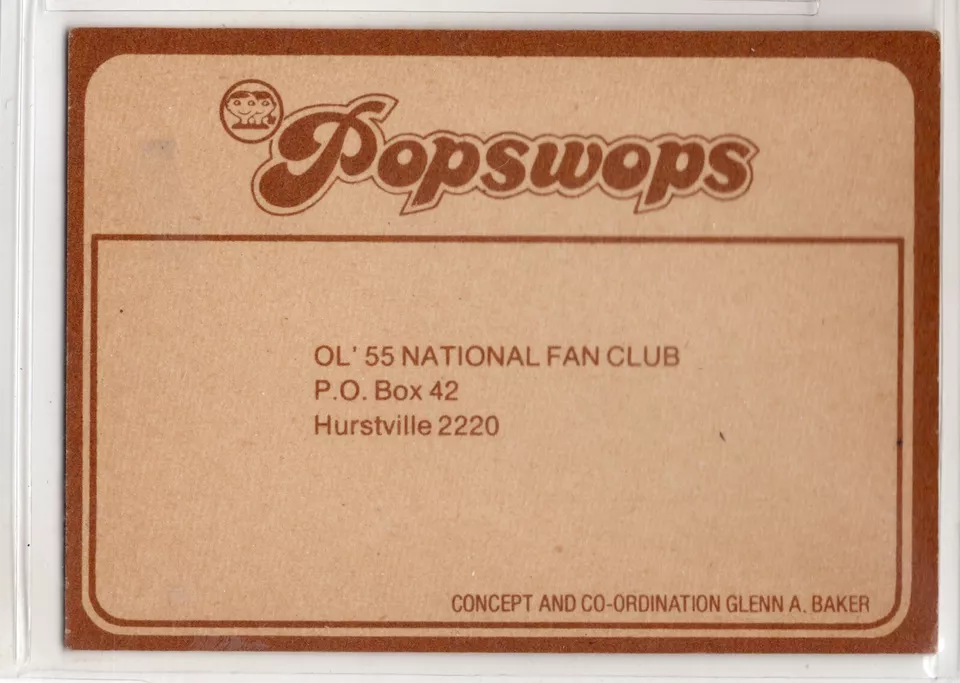 Popswops
OL' 55 NATIONAL FAN CLUB
P.O. Box 42
Hurstville 2220
CONCEPT AND CO-ORDINATION GLENN A. BAKER